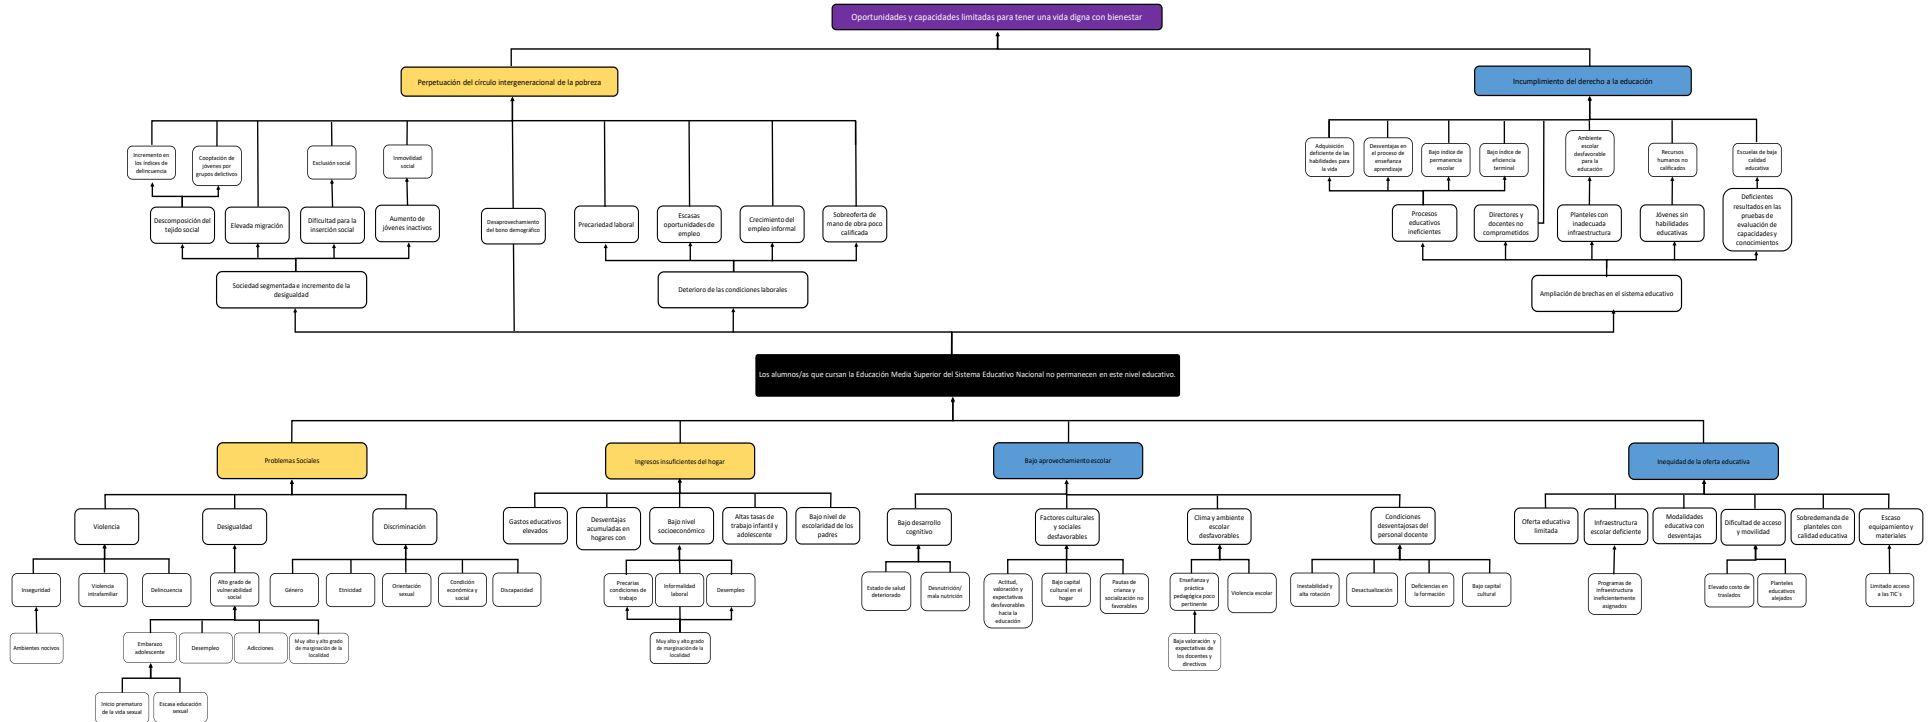 Oportunidades y capacidades limitadas para tener una vida digna con bienestar
Perpetuación del círculo intergeneracional de la pobreza
Incumplimiento del derecho a la educación
Incremento en
los índices de
delincuencia
Cooptación de
jóvenes por
grupos delictivos
Exclusión social
Inmovilidad
social
Adquisición
deficiente de las
habilidades para
la vida
Desventajas en
el proceso de
enseñanza
aprendizaje
Bajo índice de
permanencia
escolar
Bajo índice de
eficiencia
terminal
Ambiente
escolar
desfavorable
para la
educación
Recursos
humanos no
calificados
Escuelas de baja
calidad
educativa
Descomposición del
tejido social
Elevada migración
Dificultad para la
inserción social
Aumento de
jóvenes inactivos
Desaprovechamiento
del bono demográfico
Precariedad laboral
Escasas
oportunidades de
empleo
Crecimiento del
empleo informal
Sobreoferta de
mano de obra poco
calificada
Procesos
educativos
ineficientes
Directores y
docentes no
comprometidos
Planteles con
inadecuada
infraestructura
Jóvenes sin
habilidades
educativas
Deficientes
resultados en las
pruebas de
evaluación de
capacidades y
conocimientos
Sociedad segmentada e incremento de la
desigualdad
Deterioro de las condiciones laborales
Ampliación de brechas en el sistema educativo
Los alumnos/as que cursan la Educación Media Superior del Sistema Educativo Nacional no permanecen en este nivel educativo.
Problemas Sociales
Ingresos insuficientes del hogar
Bajo aprovechamiento escolar
Inequidad de la oferta educativa
Violencia
Desigualdad
Discriminación
Gastos educativos
elevados
Desventajas
acumuladas en
hogares con
Bajo nivel
socioeconómico
Altas tasas de
trabajo infantil y
adolescente
Bajo nivel de
escolaridad de los
padres
Bajo desarrollo
cognitivo
Factores culturales
y sociales
desfavorables
Clima y ambiente
escolar
desfavorables
Condiciones
desventajosas del
personal docente
Oferta educativa
limitada
Infraestructura
escolar deficiente
Modalidades
educativa con
desventajas
Dificultad de acceso
y movilidad
Sobredemanda de
planteles con
calidad educativa
Escaso
equipamiento y
materiales
Inseguridad
Violencia
intrafamiliar
Delincuencia
Alto grado de
vulnerabilidad
social
Género
Etnicidad
Orientación
sexual
Condición
económica y
social
Discapacidad
Precarias
condiciones de
trabajo
Informalidad
laboral
Desempleo
Estado de salud
deteriorado
Desnutrición/
mala nutrición
Actitud,
valoración y
expectativas
desfavorables
hacia la
educación
Bajo capital
cultural en el
hogar
Pautas de
crianza y
socialización no
favorables
Enseñanza y
práctica
pedagógica poco
pertinente
Violencia escolar
Inestabilidad y
alta rotación
Desactualización
Deficiencias en
la formación
Bajo capital
cultural
Programas de
infraestructura
ineficientemente
asignados
Elevado costo de
traslados
Planteles
educativos
alejados
Limitado acceso
a las TIC´s
Ambientes nocivos
Embarazo
adolescente
Desempleo
Adicciones
Muy alto y alto grado
de marginación de la
localidad
Muy alto y alto grado
de marginación de la
localidad
Baja valoración y
expectativas de
los docentes y
directivos
Inicio prematuro
de la vida sexual
Escasa educación
sexual